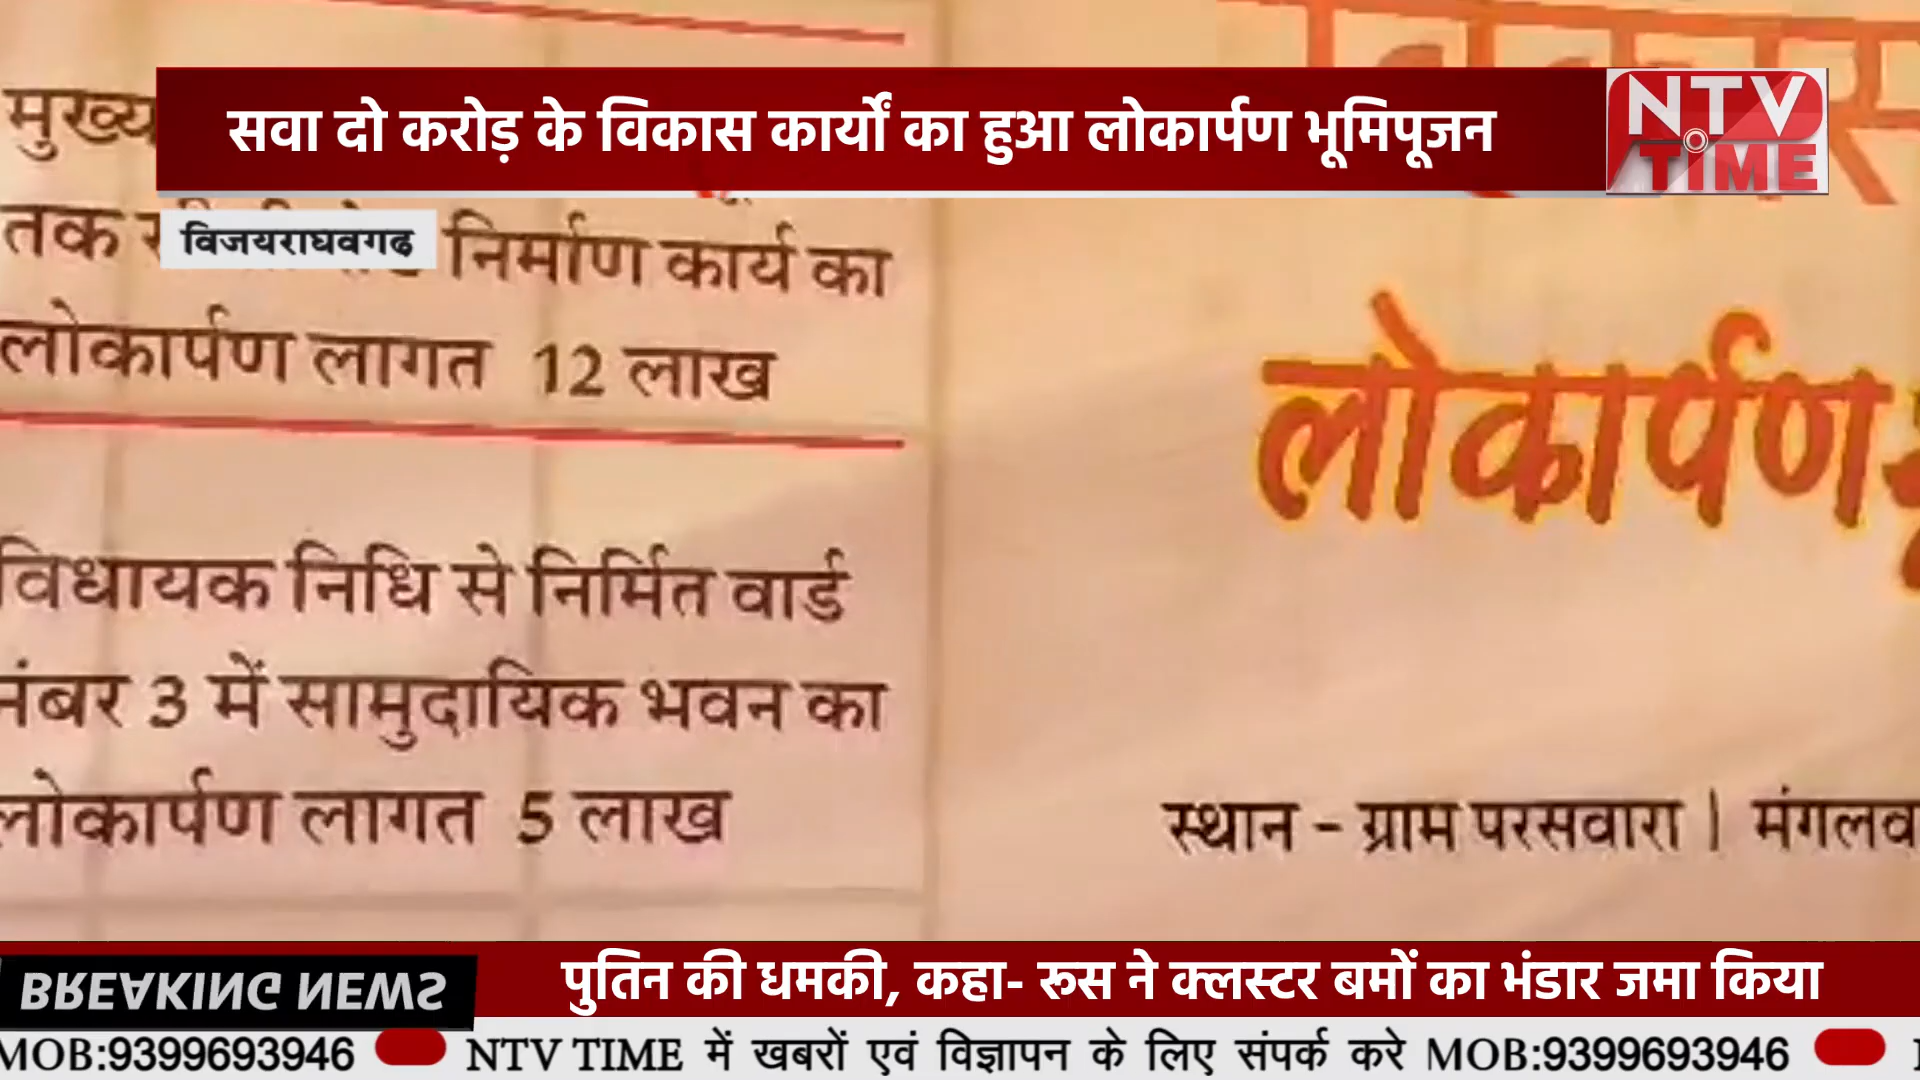 सवा दो करोड़ के विकास कार्यों का हुआ लोकार्पण भूमिपूजन
NTV
TIME
विजयराघवगढ
मुख्य
तक
निर्माण कार्य का
लोकार्पण लागत 12 लाख
विधायक निधि से निर्मित वार्ड
नंबर 3 में सामुदायिक भवन का
लोकार्पण लागत 5 लाख
लोकार्पण
स्थान - ग्राम परसवारा । मंगलव
BREAKING NEWS
पुतिन की धमकी, कहा- रूस ने क्लस्टर बमों का भंडार जमा किया
MOB:9399693946 NTV TIME में खबरों एवं विज्ञापन के लिए संपर्क करे MOB:9399693946